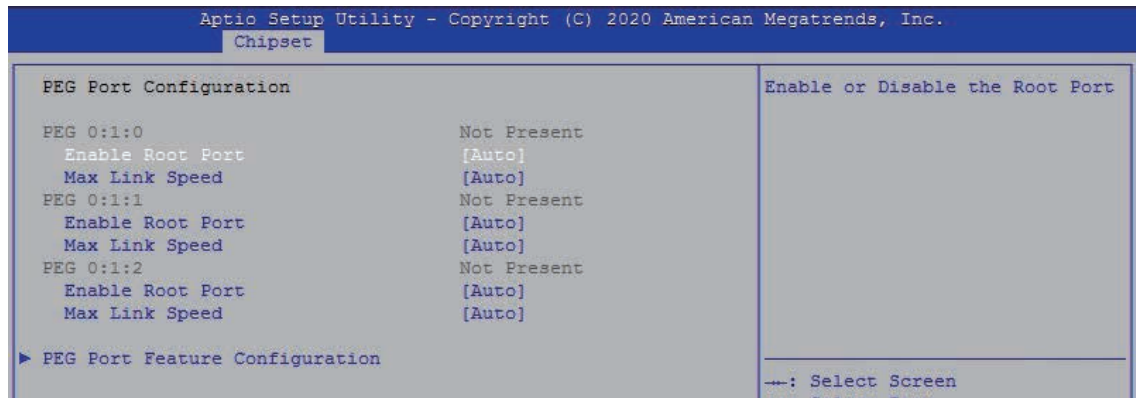 Aptio Setup Utility - Copyright (C) 2020 American Megatrends, Inc.
Chipset
PEG Port Configuration
Enable or Disable the Root Port
PEG 0:1:0 Not Present
Enable Root Port [Auto]
Max Link Speed [Auto]
PEG 0:1:1 Not Present
Enable Root Port [Auto]
Max Link Speed [Auto]
PEG 0:1:2 Not Present
Enable Root Port [Auto]
Max Link Speed [Auto]
► PEG Port Feature Configuration
→←: Select Screen